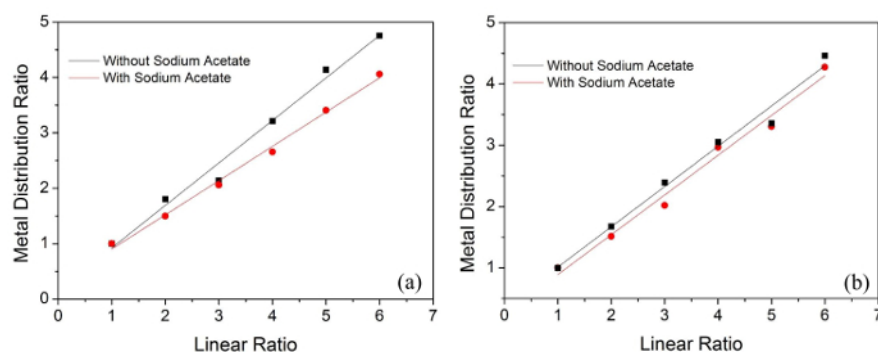 5
4
3
2
1
0
Metal Distribution Ratio
Without Sodium Acetate
With Sodium Acetate
(a)
0 1 2 3 4 5 6 7
Linear Ratio
5
4
3
2
1
Metal Distribution Ratio
Without Sodium Acetate
With Sodium Acetate
(b)
0 1 2 3 4 5 6 7
Linear Ratio